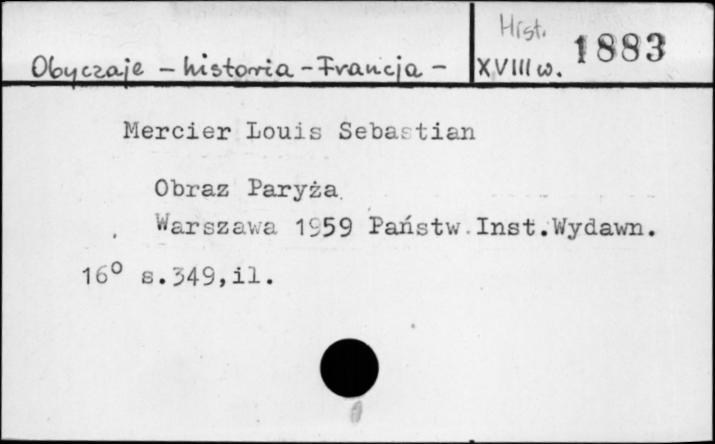 Hist.
1883
Obyczaje - historia - Francja -
XVIII w.
Mercier Louis Sebastian
Obraz Paryża
Warszawa 1959 Państw.Inst.Wydawn.
16° s.349,il.